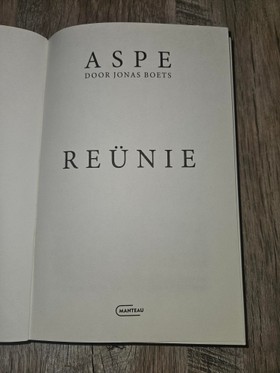 ASPE
DOOR JONAS BOETS
REÜNIE
MANTEAU